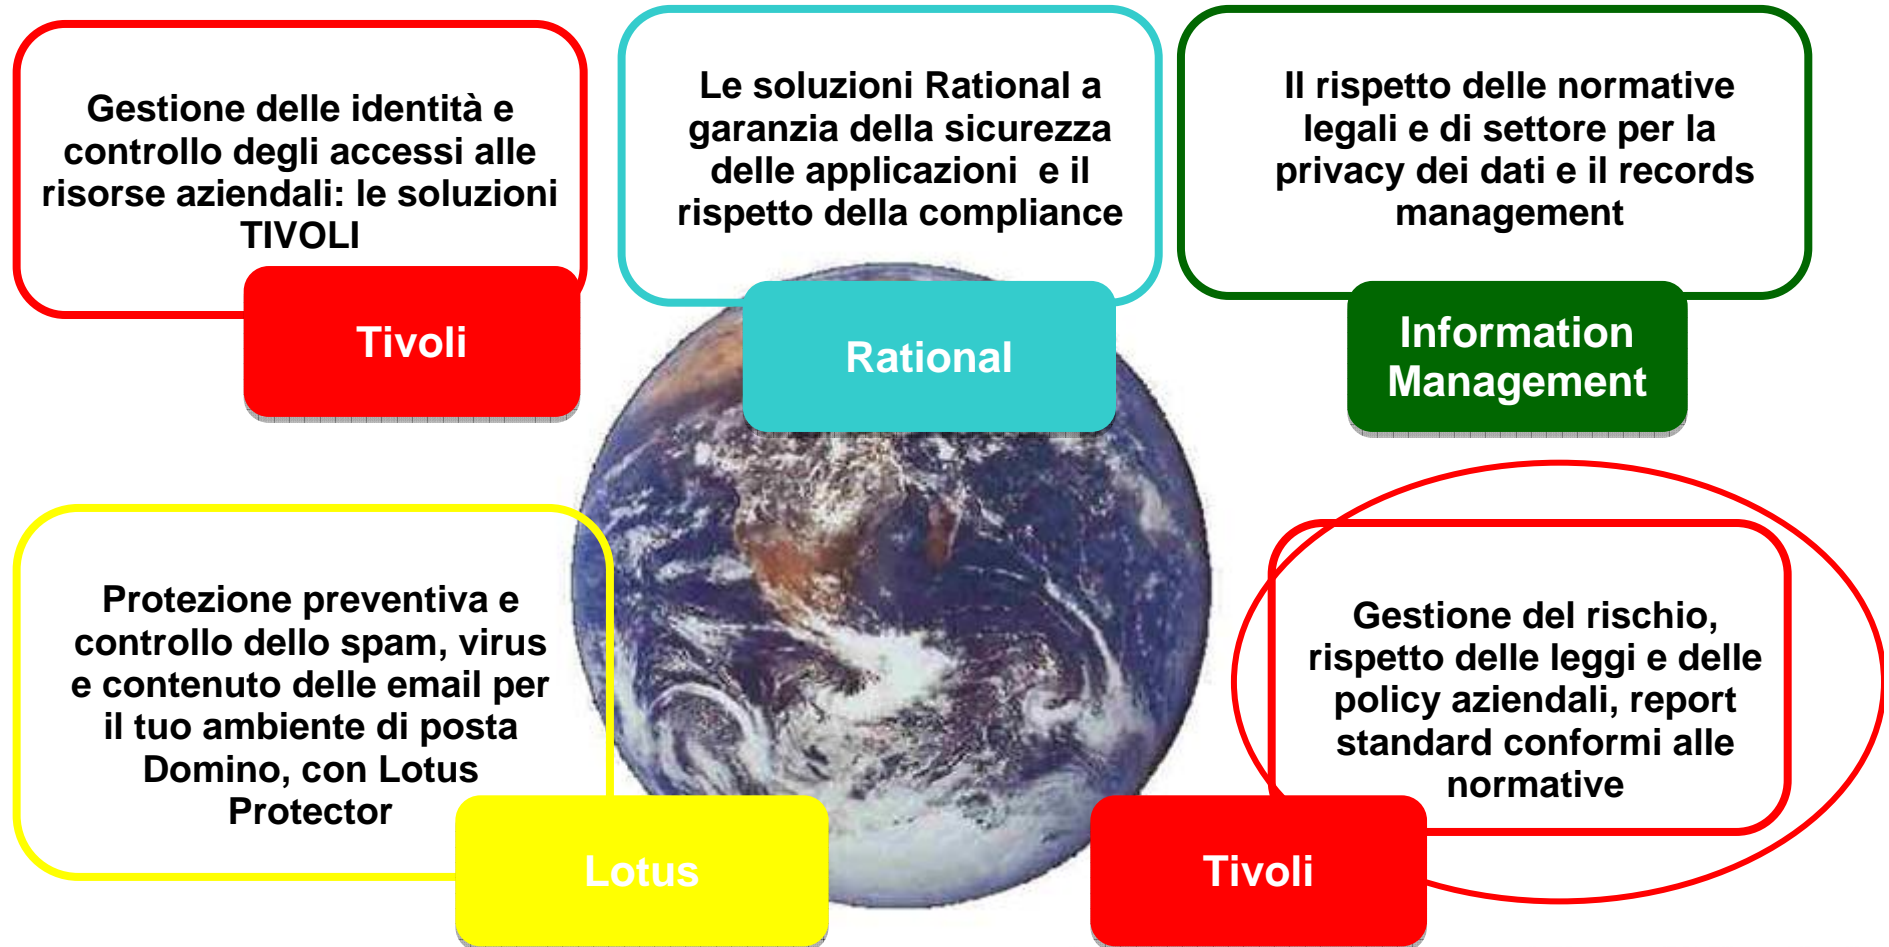 Gestione delle identità e
controllo degli accessi alle
risorse aziendali: le soluzioni
TIVOLI
Tivoli
Le soluzioni Rational a
garanzia della sicurezza
delle applicazioni e il
rispetto della compliance
Rational
Il rispetto delle normative
legali e di settore per la
privacy dei dati e il records
management
Information
Management
Protezione preventiva e
controllo dello spam, virus
e contenuto delle email per
il tuo ambiente di posta
Domino, con Lotus
Protector
Lotus
Gestione del rischio,
rispetto delle leggi e delle
policy aziendali, report
standard conformi alle
normative
Tivoli